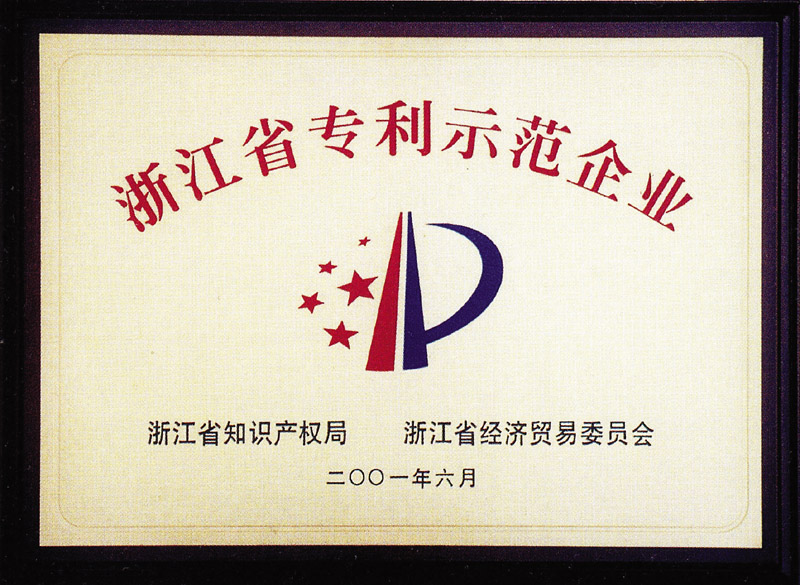 浙江省专利示范企业
浙江省知识产权局 浙江省经济贸易委员会
二〇〇一年六月